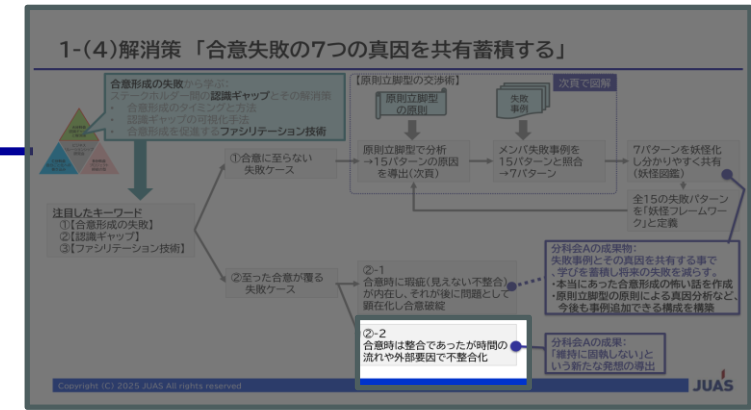 1-(4)解消策 「合意失敗の7つの真因を共有蓄積する」
合意形成の失敗から学ぶ：
ステークホルダー間の認識ギャップとその解消策
• 合意形成のタイミングと方法
• 認識ギャップの可視化手法
• 合意形成を促進するファシリテーション技術
【原則立脚型の交渉術】
次頁で図解
原則立脚型
の原則
失敗
事例
①合意に至らない
失敗ケース
原則立脚型で分析
→15パターンの原因
を導出(次頁)
メンバ失敗事例を
15パターンと照合
→7パターン
7パターンを妖怪化
し分かりやすく共有
(妖怪図鑑)
全15の失敗パターン
を「妖怪フレームワー
ク」と定義
注目したキーワード
①【合意形成の失敗】
②【認識ギャップ】
③【ファシリテーション技術】
②至った合意が覆る
失敗ケース
②-1
合意時に瑕疵(見えない不整合)
が内在し、それが後に問題として
顕在化し合意破綻
分科会Aの成果物：
失敗事例とその真因を共有する事で
、学びを蓄積し将来の失敗を減らす。
・本当にあった合意形成の怖い話を作成
・原則立脚型の原則による真因分析など、
今後も事例追加できる構成を構築
②-2
合意時は整合であったが時間の
流れや外部要因で不整合化
分科会Aの成果：
「維持に固執しない」と
いう新たな発想の導出
Copyright (C) 2025 JUAS All rights reserved
JUAS